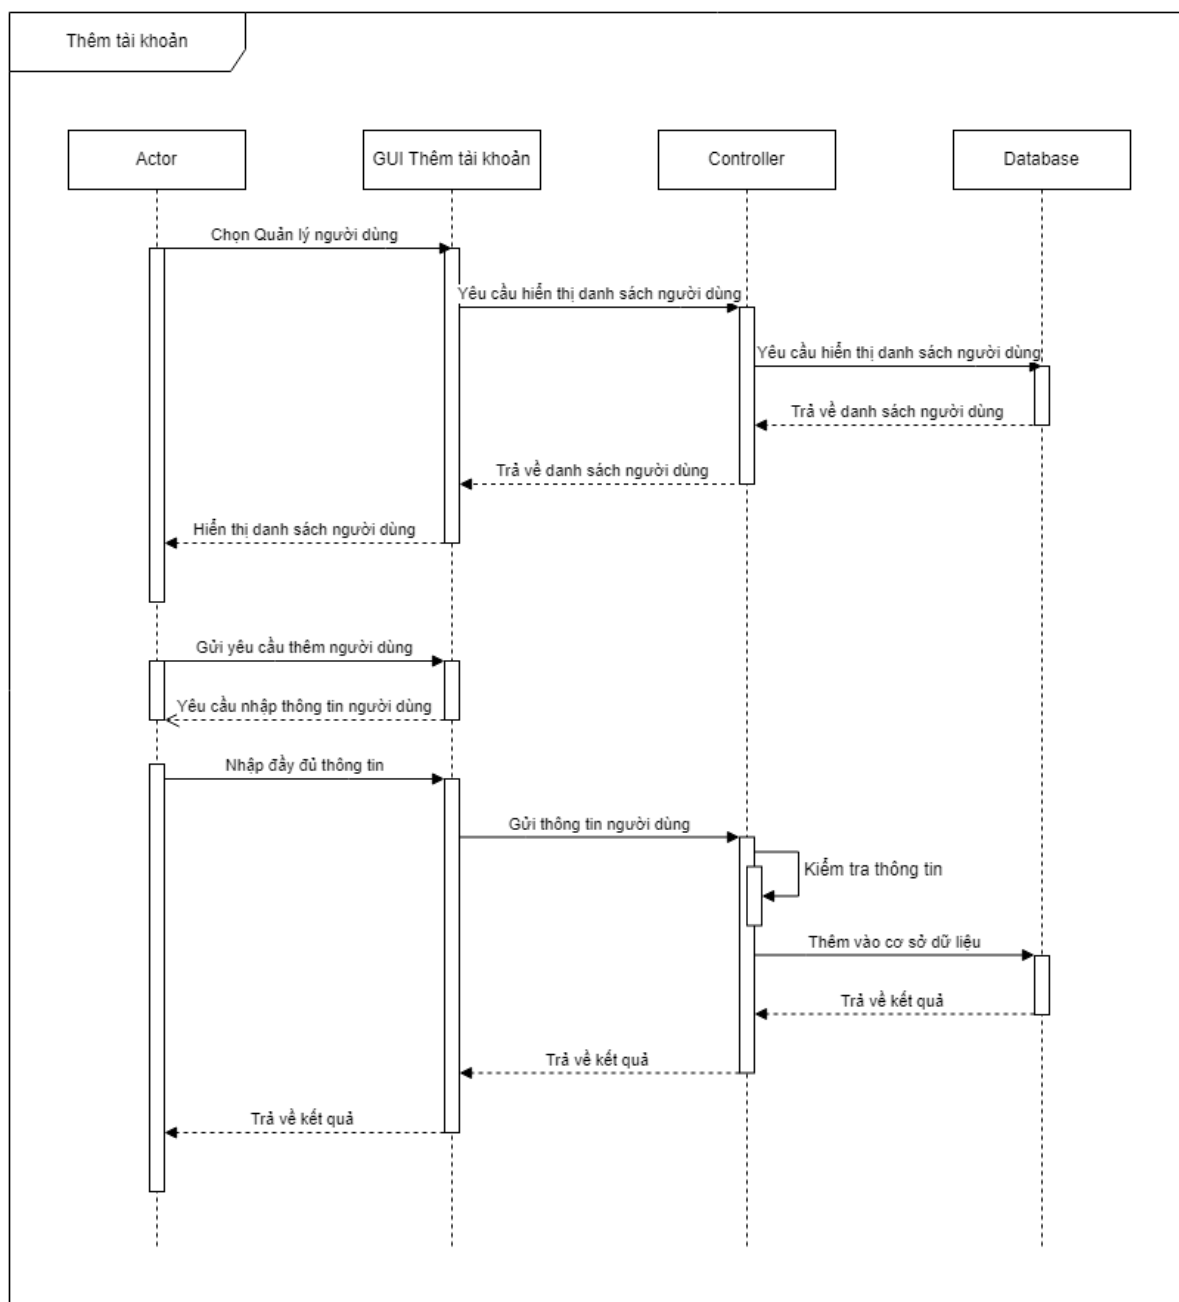 Thêm tài khoản
Actor
GUI Thêm tài khoản
Controller
Database
Chọn Quản lý người dùng
Yêu cầu hiển thị danh sách người dùng
Yêu cầu hiển thị danh sách người dùng
Trả về danh sách người dùng
Trả về danh sách người dùng
Hiển thị danh sách người dùng
Gửi yêu cầu thêm người dùng
Yêu cầu nhập thông tin người dùng
Nhập đầy đủ thông tin
Gửi thông tin người dùng
Kiểm tra thông tin
Thêm vào cơ sở dữ liệu
Trả về kết quả
Trả về kết quả
Trả về kết quả